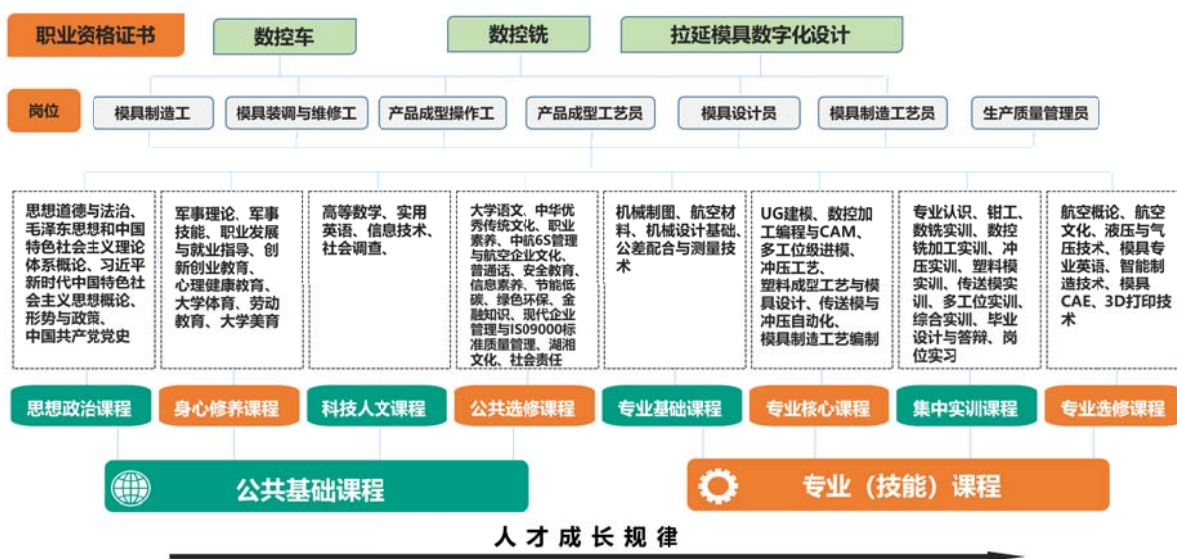 职业资格证书
数控车
数控铣
拉延模具数字化设计
岗位
模具制造工
模具装调与维修工
产品成型操作工
产品成型工艺员
模具设计员
模具制造工艺员
生产质量管理员
思想道德与法治、
毛泽东思想和中国
特色社会主义理论
体系概论、习近平
新时代中国特色社
会主义思想概论、
形势与政策、
中国共产党党史
军事理论、军事
技能、职业发展
与就业指导、创
新创业教育、
心理健康教育、
大学体育、劳动
教育、大学美育
高等数学、实用
英语、信息技术、
社会调查、
大学语文、中华优
秀传统文化、职业
素养、中航6S管理
与航空企业文化、
普通话、安全教育、
信息素养、节能低
碳、绿色环保、金
融知识、现代企业
管理与IS09000标
准质量管理、湖湘
文化、社会责任
机械制图、航空材
料、机械设计基础、
公差配合与测量技
术
UG建模、数控加
工编程与CAM、
多工位级进模、
冲压工艺、
塑料成型工艺与
模具设计、传送模与
冲压自动化、
模具制造工艺编制
专业认识、钳工、
数铣实训、数控
铣加工实训、冲
压实训、塑料模
实训、传送模实
训、多工位实训、
综合实训、毕业
设计与答辩、岗
位实习
航空概论、航空
文化、液压与气
压技术、模具专
业英语、智能制
造技术、模具
CAE、3D打印技
术
思想政治课程
身心修养课程
科技人文课程
公共选修课程
专业基础课程
专业核心课程
集中实训课程
专业选修课程
公共基础课程
专业（技能）课程
人才成长规律